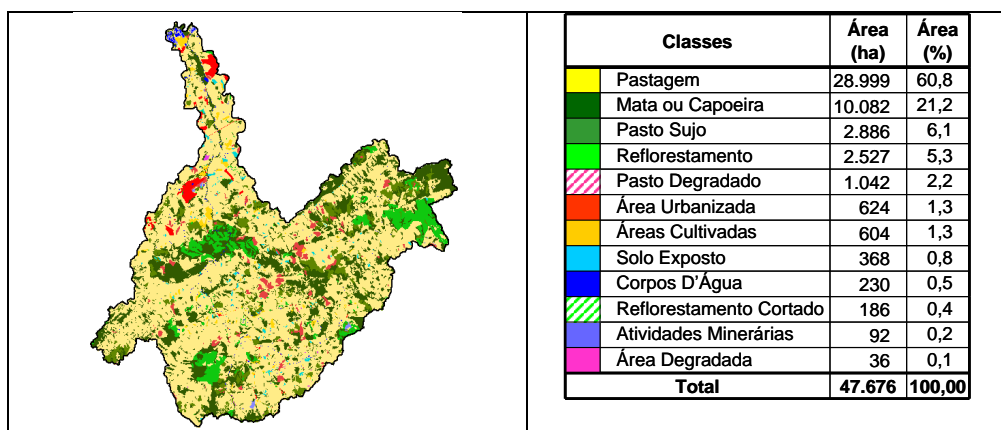 Classes Área (ha) Área (%)
Pastagem 28.999 60,8
Mata ou Capoeira 10.082 21,2
Pasto Sujo 2.886 6,1
Reflorestamento 2.527 5,3
Pasto Degradado 1.042 2,2
Área Urbanizada 624 1,3
Áreas Cultivadas 604 1,3
Solo Exposto 368 0,8
Corpos D'Água 230 0,5
Reflorestamento Cortado 186 0,4
Atividades Minerárias 92 0,2
Área Degradada 36 0,1
Total 47.676 100,00